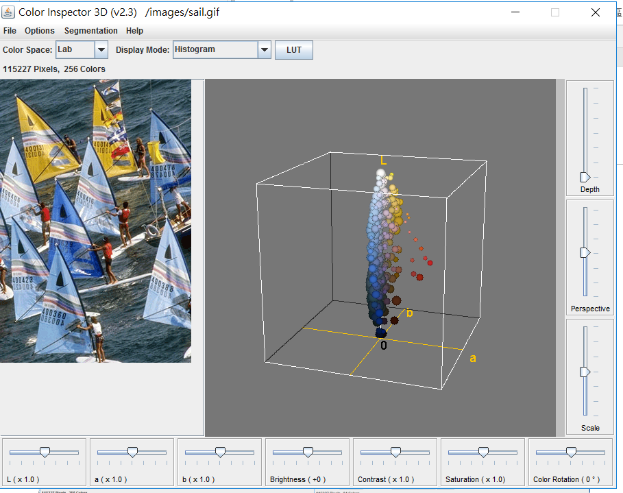 Color Inspector 3D (v2.3) /images/sail.gif
File Options Segmentation Help
Color Space: Lab Display Mode: Histogram LUT
115227 Pixels, 256 Colors
L
b
0
a
Depth
Perspective
Scale
L ( x 1.0 ) a ( x 1.0 ) b ( x 1.0 ) Brightness ( +0 ) Contrast ( x 1.0 ) Saturation ( x 1.0 ) Color Rotation ( 0 ° )